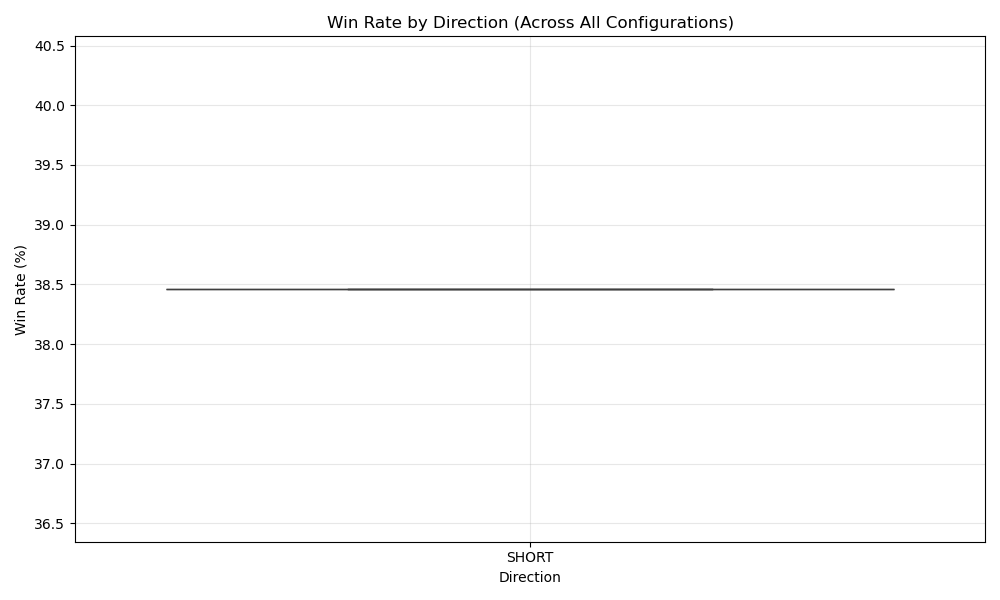 Win Rate by Direction (Across All Configurations)
40.5
40.0
39.5
39.0
38.5
38.0
37.5
37.0
36.5
Win Rate (%)
SHORT
Direction